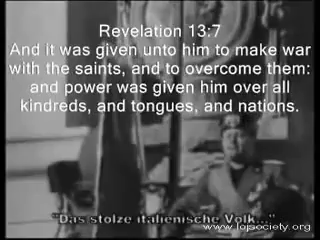 Revelation 13:7
And it was given unto him to make war
with the saints, and to overcome them:
and power was given him over all
kindreds, and tongues, and nations.
"Das stolze italienische Volk..."
www.lojsociety.org